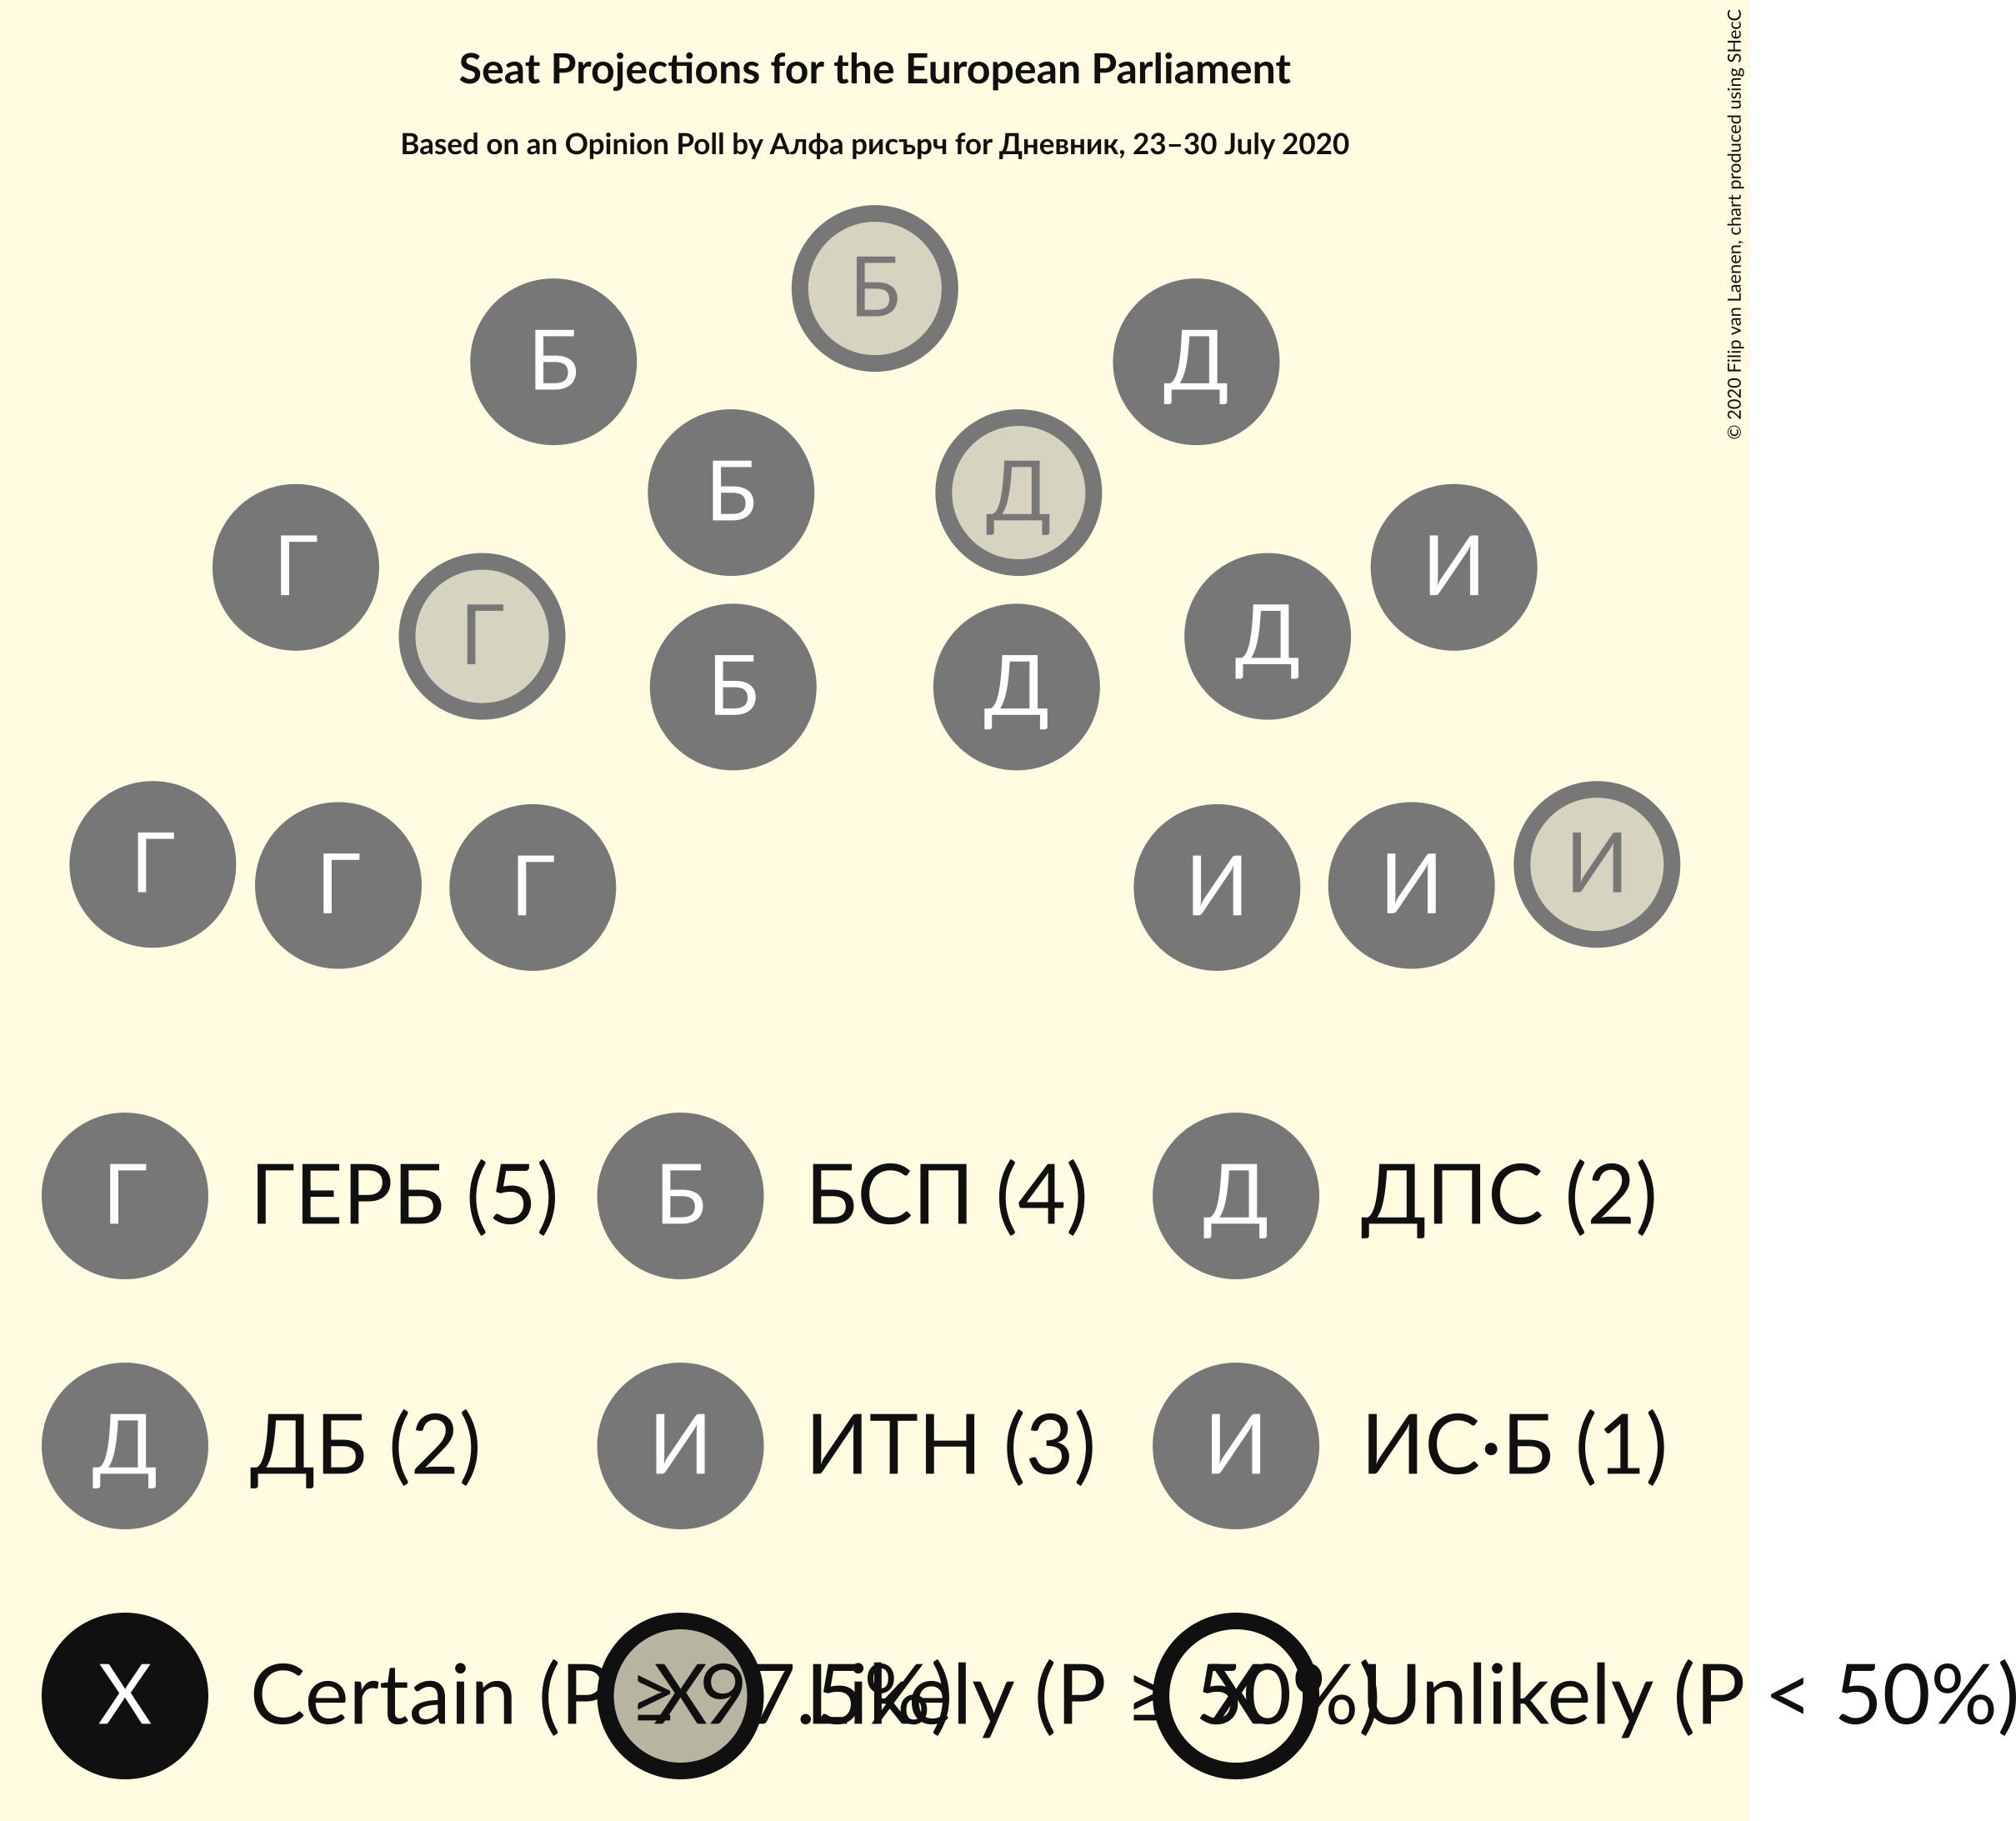 Seat Projections for the European Parliament
Based on an Opinion Poll by Алфа рисърч for Дневник, 23–30 July 2020
© 2020 Filip van Laenen, chart produced using SHecC
Б
Б Д
Б Д
Г И
Г Д
Б Д
Г Г Г И И И
Г ГЕРБ (5) Б БСП (4) Д ДПС (2)
Д ДБ (2) И ИТН (3) И ИС·Б (1)
X Certain (P ≥ 97.5%) X Likely (P ≥ 50%) X Unlikely (P < 50%)